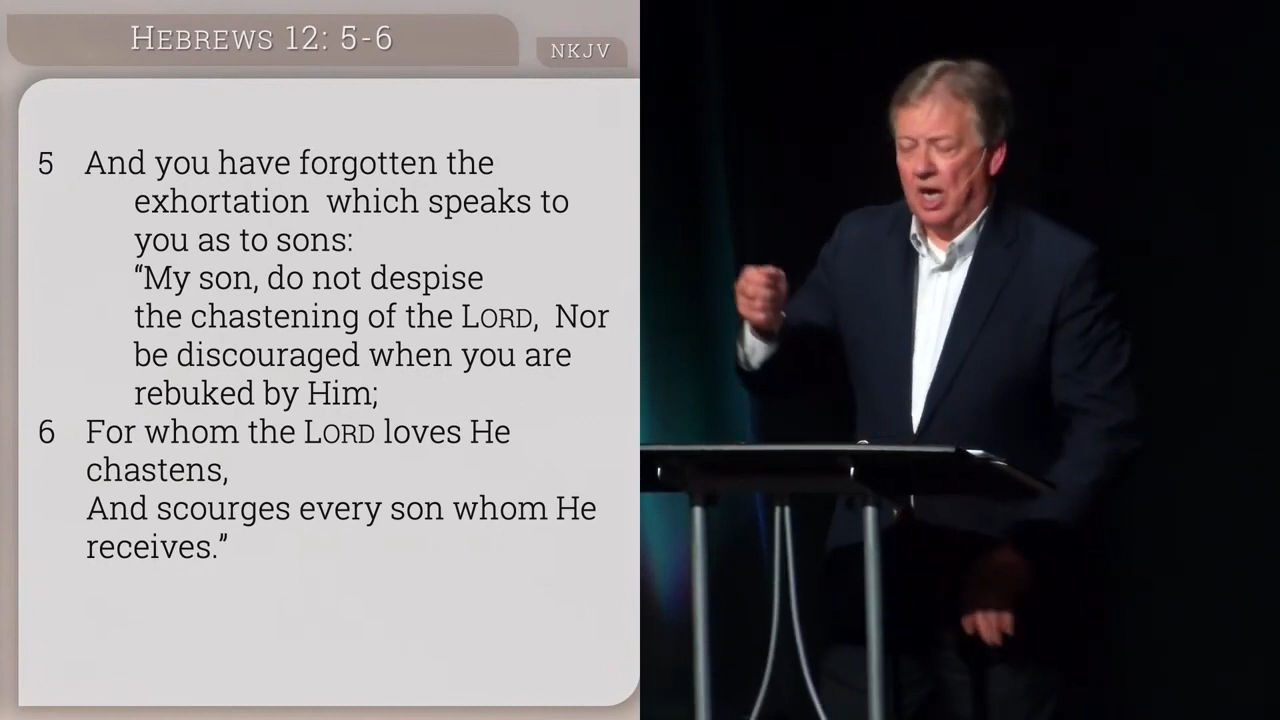 Hebrews 12: 5-6
NKJV
5 And you have forgotten the
exhortation which speaks to
you as to sons:
“My son, do not despise
the chastening of the Lord, Nor
be discouraged when you are
rebuked by Him;
6 For whom the Lord loves He
chastens,
And scourges every son whom He
receives.”